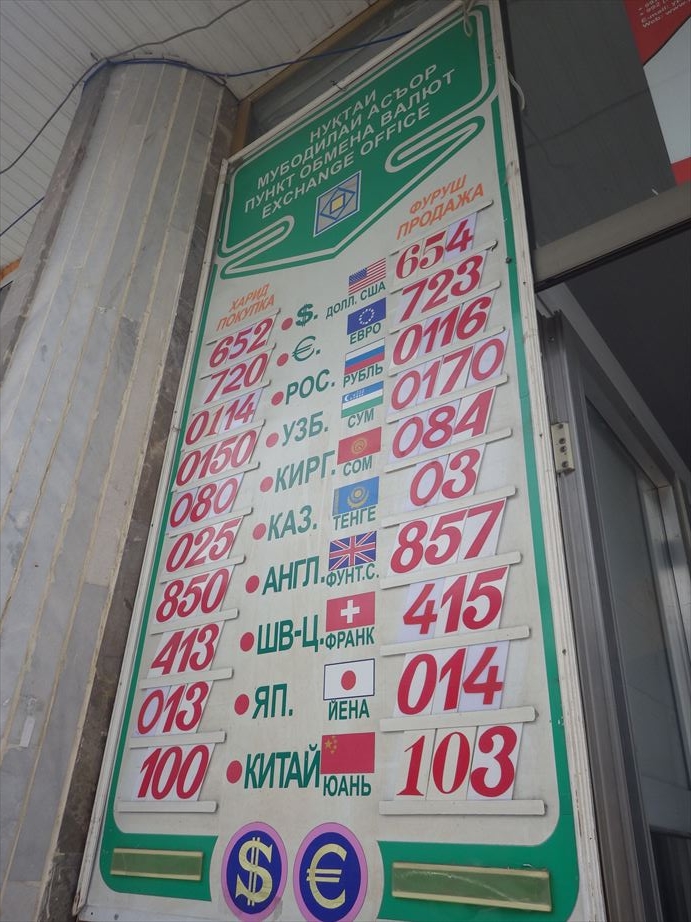 НУҚТАИ
МУБОДИЛАИ АСЪОР
ПУНКТ ОБМЕНА ВАЛЮТ
EXCHANGE OFFICE
ХАРИД ФУРУШ
ПОКУПКА ПРОДАЖА
652 $. ДОЛЛ. США 654
720 €. ЕВРО 723
0114 РОС. РУБЛЬ 0116
0150 УЗБ. СУМ 0170
080 КИРГ. СОМ 084
025 КАЗ. ТЕНГЕ 03
850 АНГЛ. ФУНТ.С. 857
413 ШВ-Ц. ФРАНК 415
013 ЯП. ЙЕНА 014
100 КИТАЙ ЮАНЬ 103
$ €